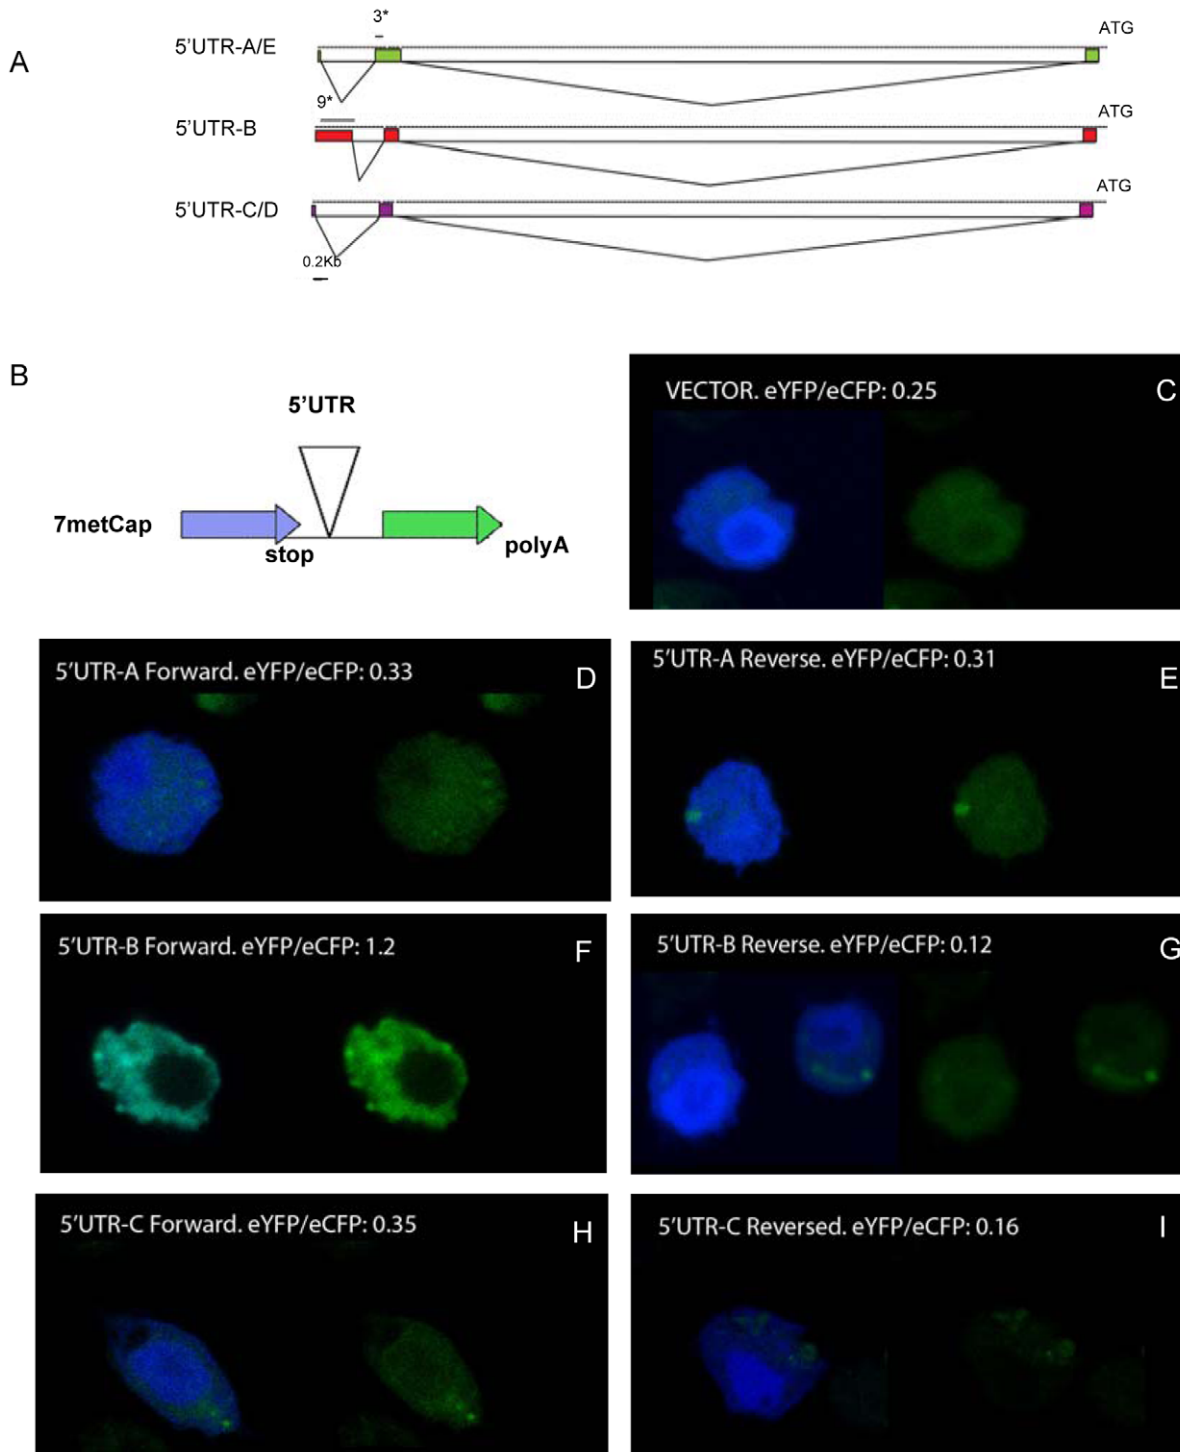 A
3*
5'UTR-A/E
ATG
9*
5'UTR-B
ATG
5'UTR-C/D
ATG
0.2Kb
B
5'UTR
7metCap
stop
polyA
VECTOR. eYFP/eCFP: 0.25
C
5'UTR-A Forward. eYFP/eCFP: 0.33
D
5'UTR-A Reverse. eYFP/eCFP: 0.31
E
5'UTR-B Forward. eYFP/eCFP: 1.2
F
5'UTR-B Reverse. eYFP/eCFP: 0.12
G
5'UTR-C Forward. eYFP/eCFP: 0.35
H
5'UTR-C Reversed. eYFP/eCFP: 0.16
I